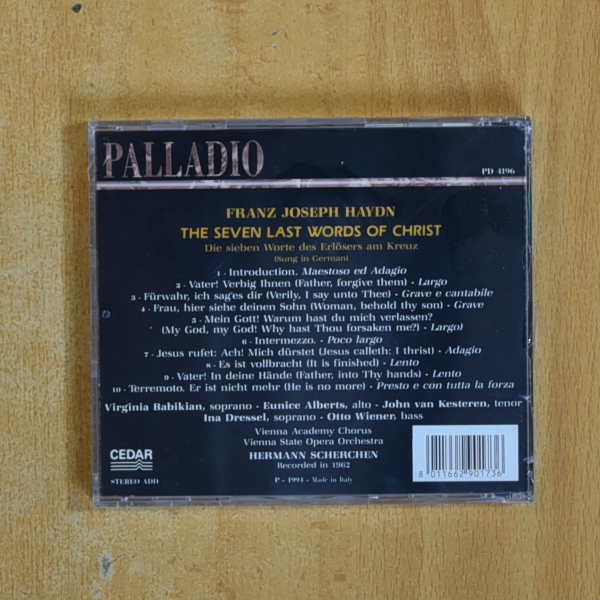 PALLADIO
PD 4196
FRANZ JOSEPH HAYDN
THE SEVEN LAST WORDS OF CHRIST
Die sieben Worte des Erlösers am Kreuz
(Sung in German)
1 - Introduction. Maestoso ed Adagio
2 - Vater! Verbig Ihnen (Father, forgive them) - Largo
3 - Fürwahr, ich sag'es dir (Verily, I say unto Thee) - Grave e cantabile
4 - Frau, hier siehe deinen Sohn (Woman, behold thy son) - Grave
5 - Mein Gott! Warum hast du mich verlassen?
(My God, my God! Why hast Thou forsaken me?) - Largo)
6 - Intermezzo. - Poco largo
7 - Jesus rufet: Ach! Mich dürstet (Jesus calleth: I thrist) - Adagio
8 - Es ist vollbracht (It is finished) - Lento
9 - Vater! In deine Hände (Father, into Thy hands) - Lento
10 - Terremoto. Er ist nicht mehr (He is no more) - Presto e con tutta la forza
Virginia Babikian, soprano - Eunice Alberts, alto - John van Kesteren, tenor
Ina Dressel, soprano - Otto Wiener, bass
Vienna Academy Chorus
Vienna State Opera Orchestra
HERMANN SCHERCHEN
Recorded in 1962
P - 1994 - Made in Italy
CEDAR
STEREO ADD
8 011662 901736